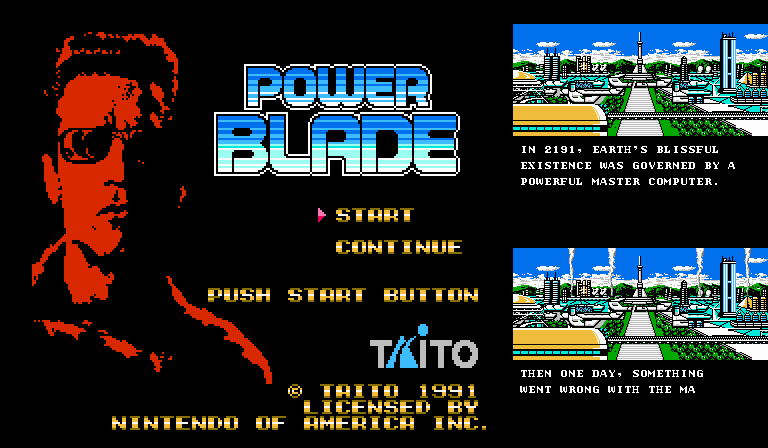 POWER
BLADE
START
CONTINUE
PUSH START BUTTON
TAITO
© TAITO 1991
LICENSED BY
NINTENDO OF AMERICA INC.
IN 2191, EARTH'S BLISSFUL
EXISTENCE WAS GOVERNED BY A
POWERFUL MASTER COMPUTER.
THEN ONE DAY, SOMETHING
WENT WRONG WITH THE MA